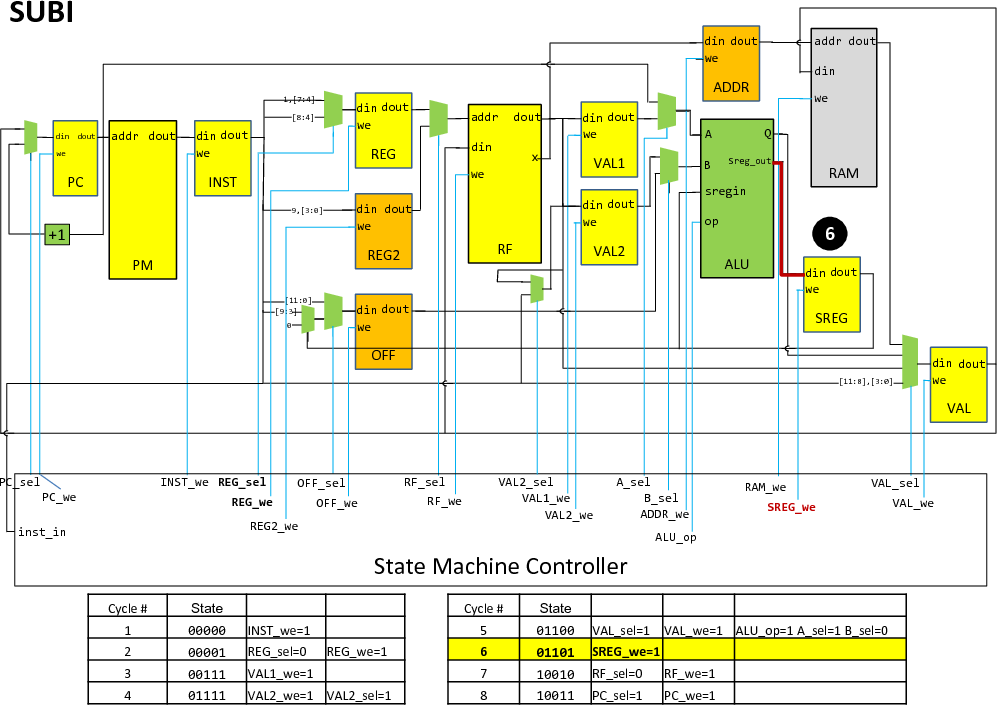 SUBI
din dout
we
PC
+1
addr dout
PM
din dout
we
INST
1,[7:4]
[8:4]
din dout
we
REG
9,[3:0]
din dout
we
REG2
[11:0]
[9:3]
0
din dout
we
OFF
addr dout
din
we
x
RF
din dout
we
VAL1
din dout
we
VAL2
din dout
we
ADDR
A Q
Sreg_out
B
sregin
op
ALU
addr dout
din
we
RAM
6
din dout
we
SREG
[11:8],[3:0]
din dout
we
VAL
PC_sel
PC_we
inst_in
INST_we
REG_sel
REG_we
REG2_we
OFF_sel
OFF_we
RF_sel
RF_we
VAL2_sel
VAL1_we
VAL2_we
A_sel
B_sel
ADDR_we
ALU_op
RAM_we
SREG_we
VAL_sel
VAL_we
State Machine Controller
Cycle # State
1 00000 INST_we=1
2 00001 REG_sel=0 REG_we=1
3 00111 VAL1_we=1
4 01111 VAL2_we=1 VAL2_sel=1
Cycle # State
5 01100 VAL_sel=1 VAL_we=1 ALU_op=1 A_sel=1 B_sel=0
6 01101 SREG_we=1
7 10010 RF_sel=0 RF_we=1
8 10011 PC_sel=1 PC_we=1